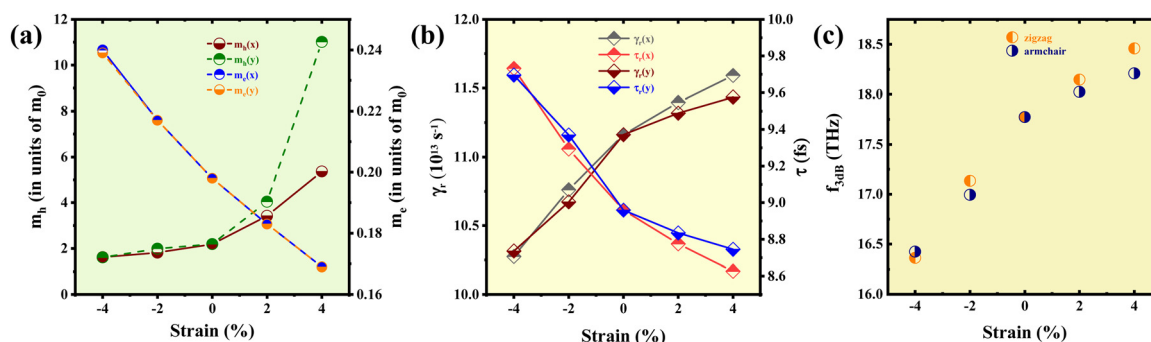 (a)
m_h (in units of m_0)
12
10
8
6
4
2
0
m_h(x)
m_h(y)
m_e(x)
m_e(y)
0.24
0.22
0.20
0.18
0.16
m_e (in units of m_0)
-4 -2 0 2 4
Strain (%)
(b)
γ_r (10^13 s^-1)
12.0
11.5
11.0
10.5
10.0
γ_r(x)
τ_r(x)
γ_r(y)
τ_r(y)
10.0
9.8
9.6
9.4
9.2
9.0
8.8
8.6
τ (fs)
-4 -2 0 2 4
Strain (%)
(c)
f_3dB (THz)
18.5
18.0
17.5
17.0
16.5
16.0
zigzag
armchair
-4 -2 0 2 4
Strain (%)